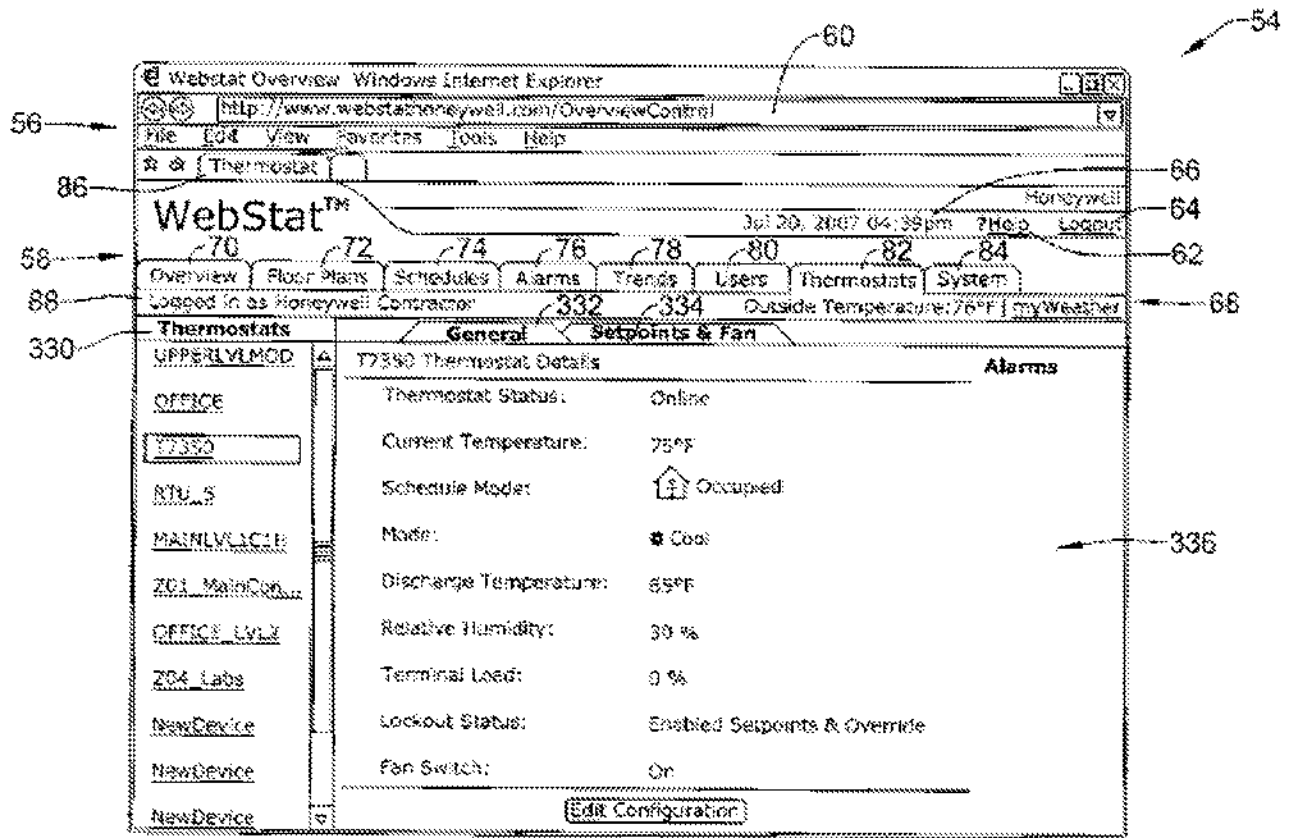 54
60
Webstat Overview Windows Internet Explorer
http://www.webstathoneywell.com/OverviewControl
56
File Edit View Favorites Tools Help
Thermostat
86
66
Honeywell
WebStat™
Jul 20, 2007 04:39pm ?Help Logout
64
62
58
70 72 74 76 78 80 82 84
Overview Floor Plans Schedules Alarms Trends Users Thermostats System
88
Logged in as Honeywell Contractor
Outside Temperature:76°F | myWeather
68
332 334
330
Thermostats
General Setpoints & Fan
UPPERLVLMOD
T7350 Thermostat Details
Alarms
OFFICE
Thermostat Status: Online
T7350
Current Temperature: 75°F
RTU_5
Schedule Mode: Occupied
Mode: Cool
336
Z01_MainCon...
Discharge Temperature: 65°F
OFFICE_LVL2
Relative Humidity: 39 %
Z04_Labs
Terminal Load: 0 %
NewDevice
Lockout Status: Enabled Setpoints & Override
NewDevice
Fan Switch: On
NewDevice
Edit Configuration